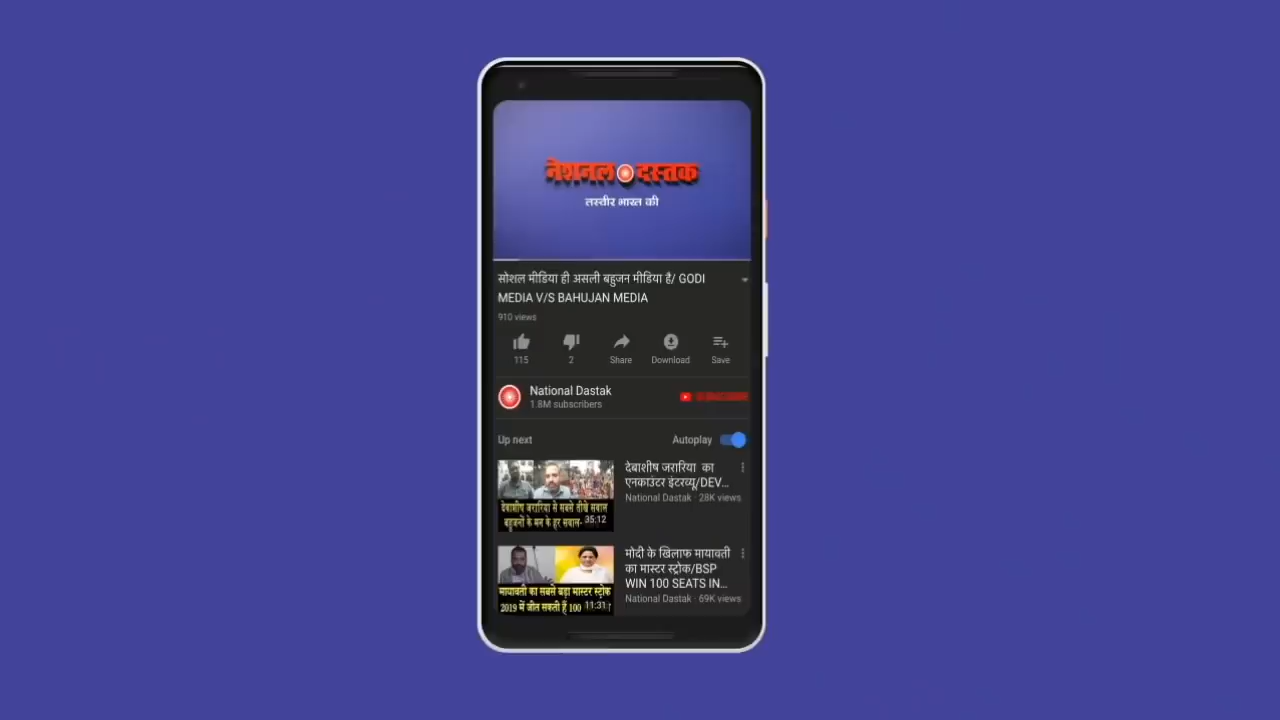 नेशनल दस्तक
तस्वीर भारत की
सोशल मीडिया ही असली बहुजन मीडिया है/ GODI
MEDIA V/S BAHUJAN MEDIA
910 views
115 2 Share Download Save
National Dastak
1.8M subscribers
Up next Autoplay
देबाशीष जरारिया का
एनकाउंटर इंटरव्यू/DEV...
National Dastak · 28K views
देबाशीष जरारिया से सबसे तीखे सवाल
बहुजनों के मन के हर सवाल-
35:12
मोदी के खिलाफ मायावती
का मास्टर स्ट्रोक/BSP
WIN 100 SEATS IN...
National Dastak · 69K views
मायावती का सबसे बड़ा मास्टर स्ट्रोक
2019 में जीत सकती हैं 100
11:31